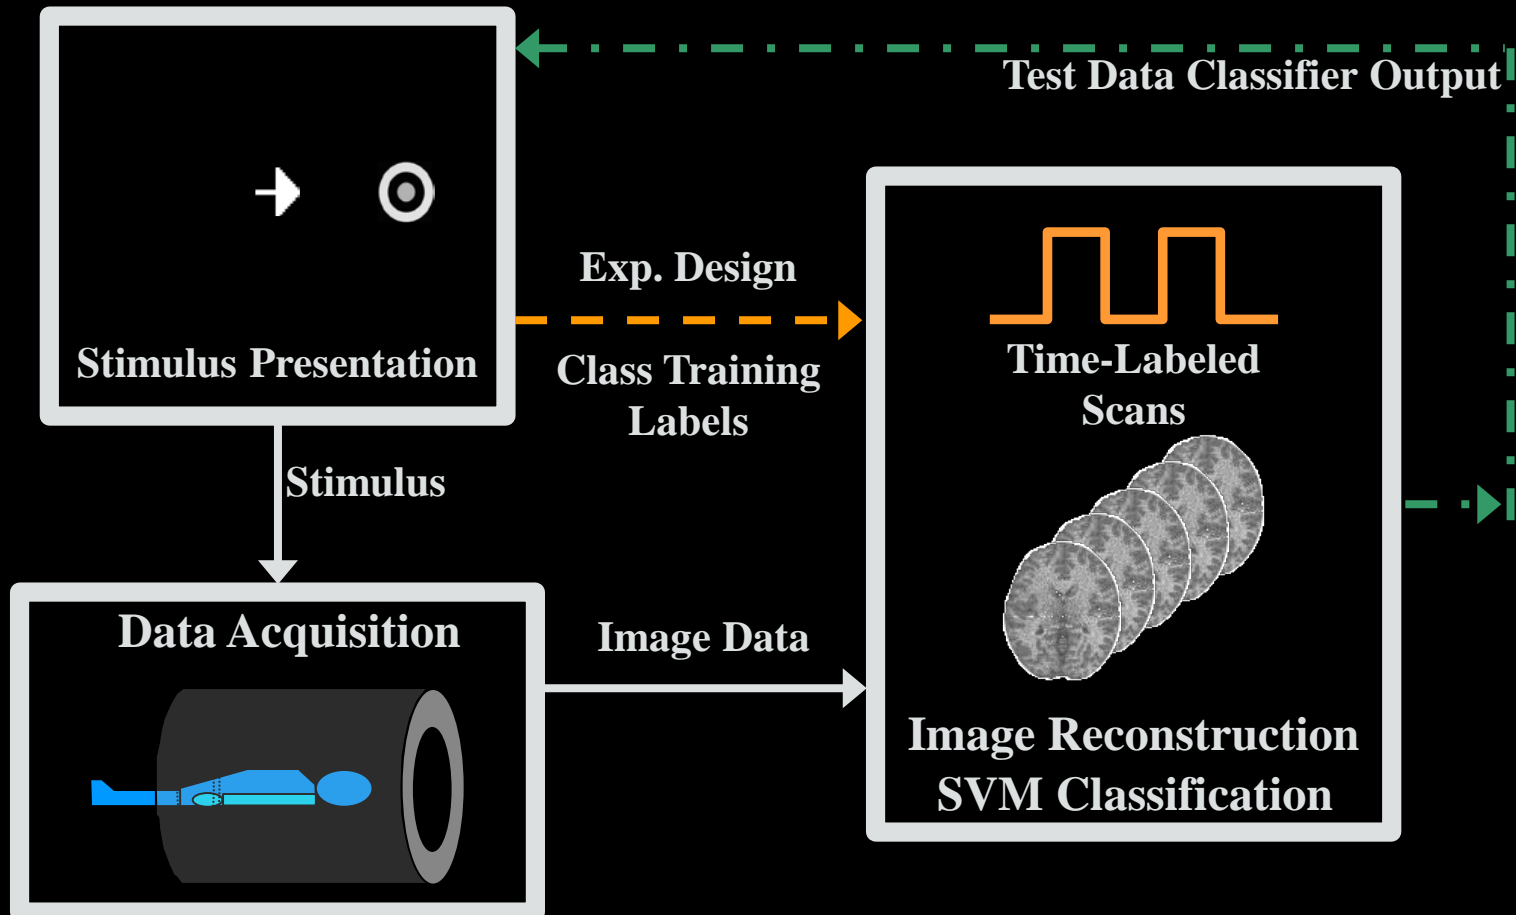 Test Data Classifier Output
Stimulus Presentation
Exp. Design
Class Training
Labels
Time-Labeled
Scans
Stimulus
Data Acquisition
Image Data
Image Reconstruction
SVM Classification